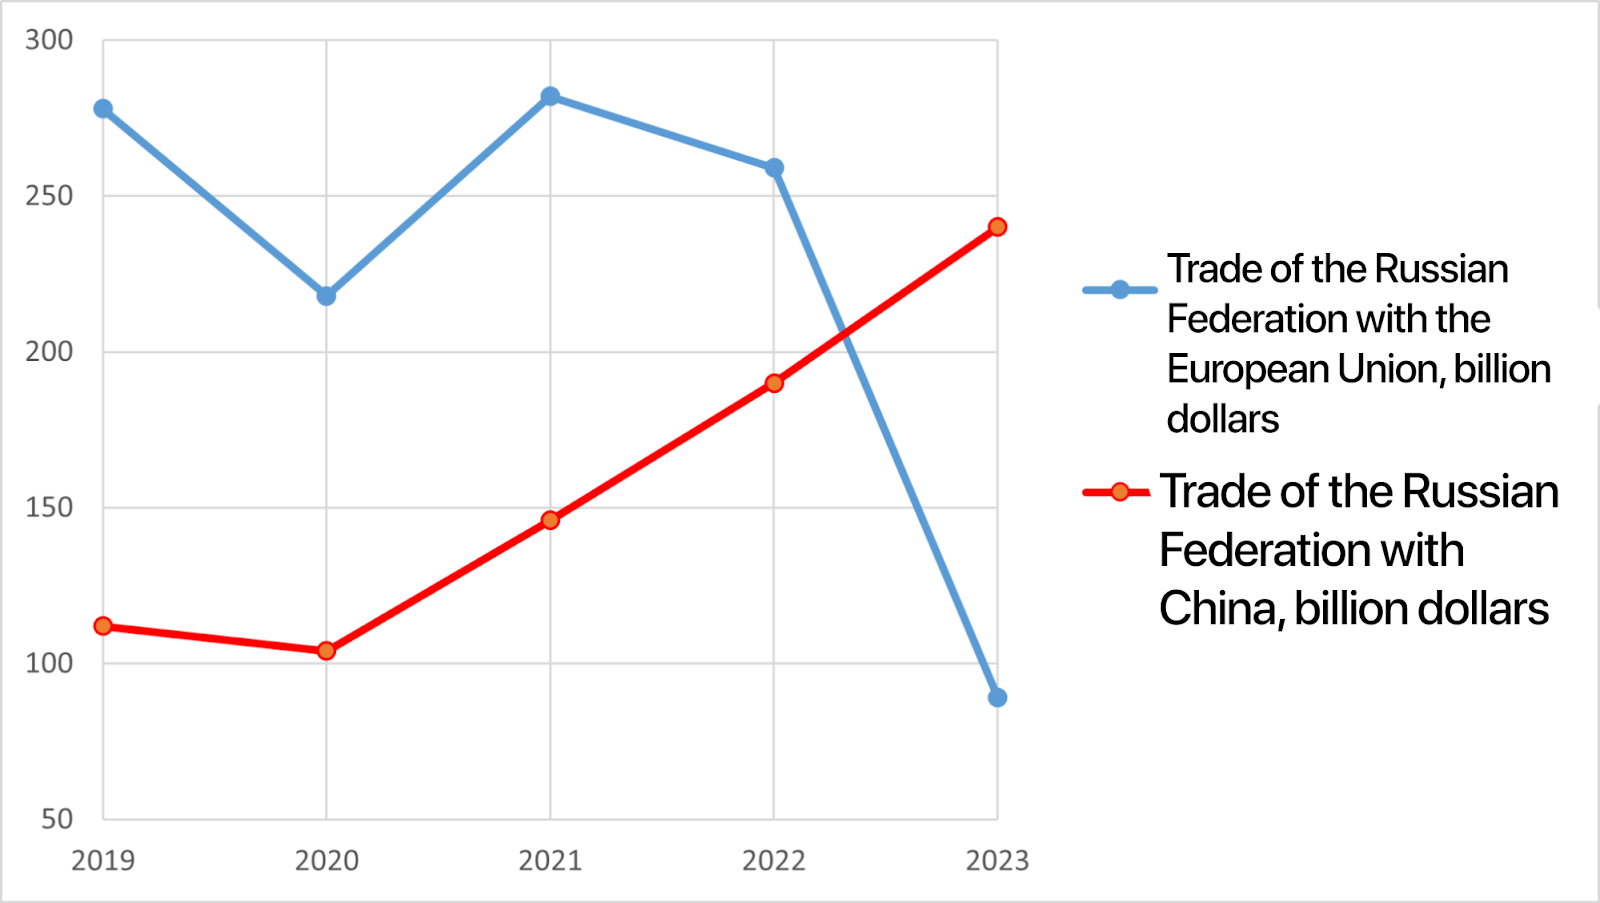 300
250
200
150
100
50
2019 2020 2021 2022 2023
Trade of the Russian
Federation with the
European Union, billion
dollars
Trade of the Russian
Federation with
China, billion dollars